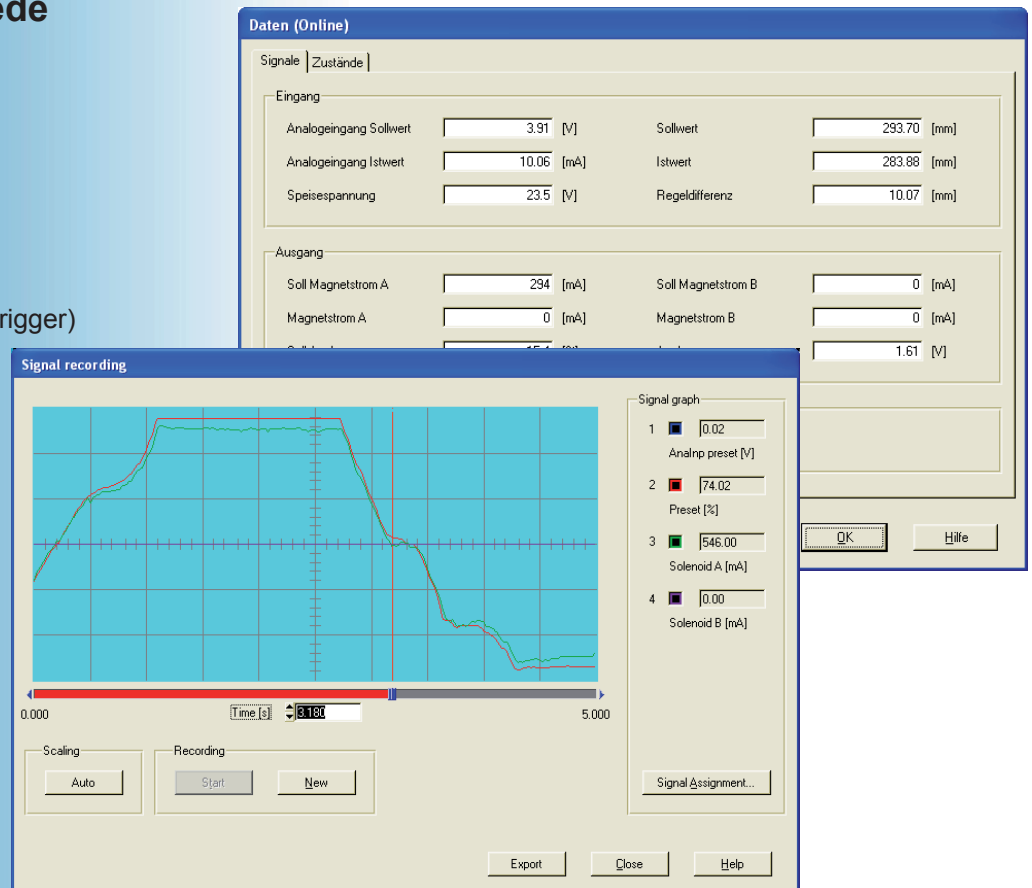 ede
rigger)
Daten (Online)
Signale Zustände
Eingang
Analogeingang Sollwert 3.91 [V] Sollwert 293.70 [mm]
Analogeingang Istwert 10.06 [mA] Istwert 283.88 [mm]
Speisespannung 23.5 [V] Regeldifferenz 10.07 [mm]
Ausgang
Soll Magnetstrom A 294 [mA] Soll Magnetstrom B 0 [mA]
Magnetstrom A 0 [mA] Magnetstrom B 0 [mA]
1.61 [V]
OK Hilfe
Signal recording
Signal graph
1 0.02
AnaInp preset [V]
2 74.02
Preset [%]
3 546.00
Solenoid A [mA]
4 0.00
Solenoid B [mA]
0.000 Time [s] 3.180 5.000
Scaling Recording
Auto Start New Signal Assignment...
Export Close Help